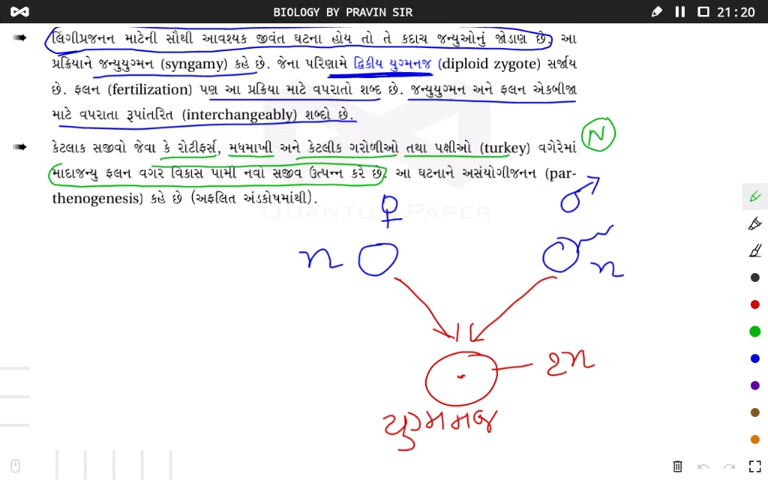 BIOLOGY BY PRAVIN SIR
21:20
લિંગીપ્રજનન માટેની સૌથી આવશ્યક જીવંત ઘટના હોય તો તે કદાચ જન્યુઓનું જોડાણ છે. આ
પ્રક્રિયાને જન્યુયુગ્મન (syngamy) કહે છે. જેના પરિણામે દ્વિકીય યુગ્મનજ (diploid zygote) સર્જાય
છે. ફલન (fertilization) પણ આ પ્રક્રિયા માટે વપરાતો શબ્દ છે. જન્યુયુગ્મન અને ફલન એકબીજા
માટે વપરાતા રૂપાંતરિત (interchangeably) શબ્દો છે.
કેટલાક સજીવો જેવા કે રોટીફર્સ, મધમાખી અને કેટલીક ગરોળીઓ તથા પક્ષીઓ (turkey) વગેરેમાં
માદાજન્યુ ફલન વગર વિકાસ પામી નવો સજીવ ઉત્પન્ન કરે છે. આ ઘટનાને અસંયોગીજનન (par-
thenogenesis) કહે છે (અફલિત અંડકોષમાંથી).
N
QUANTUM PAPER
♀ ♂
n n
2n
યુગ્મમજ